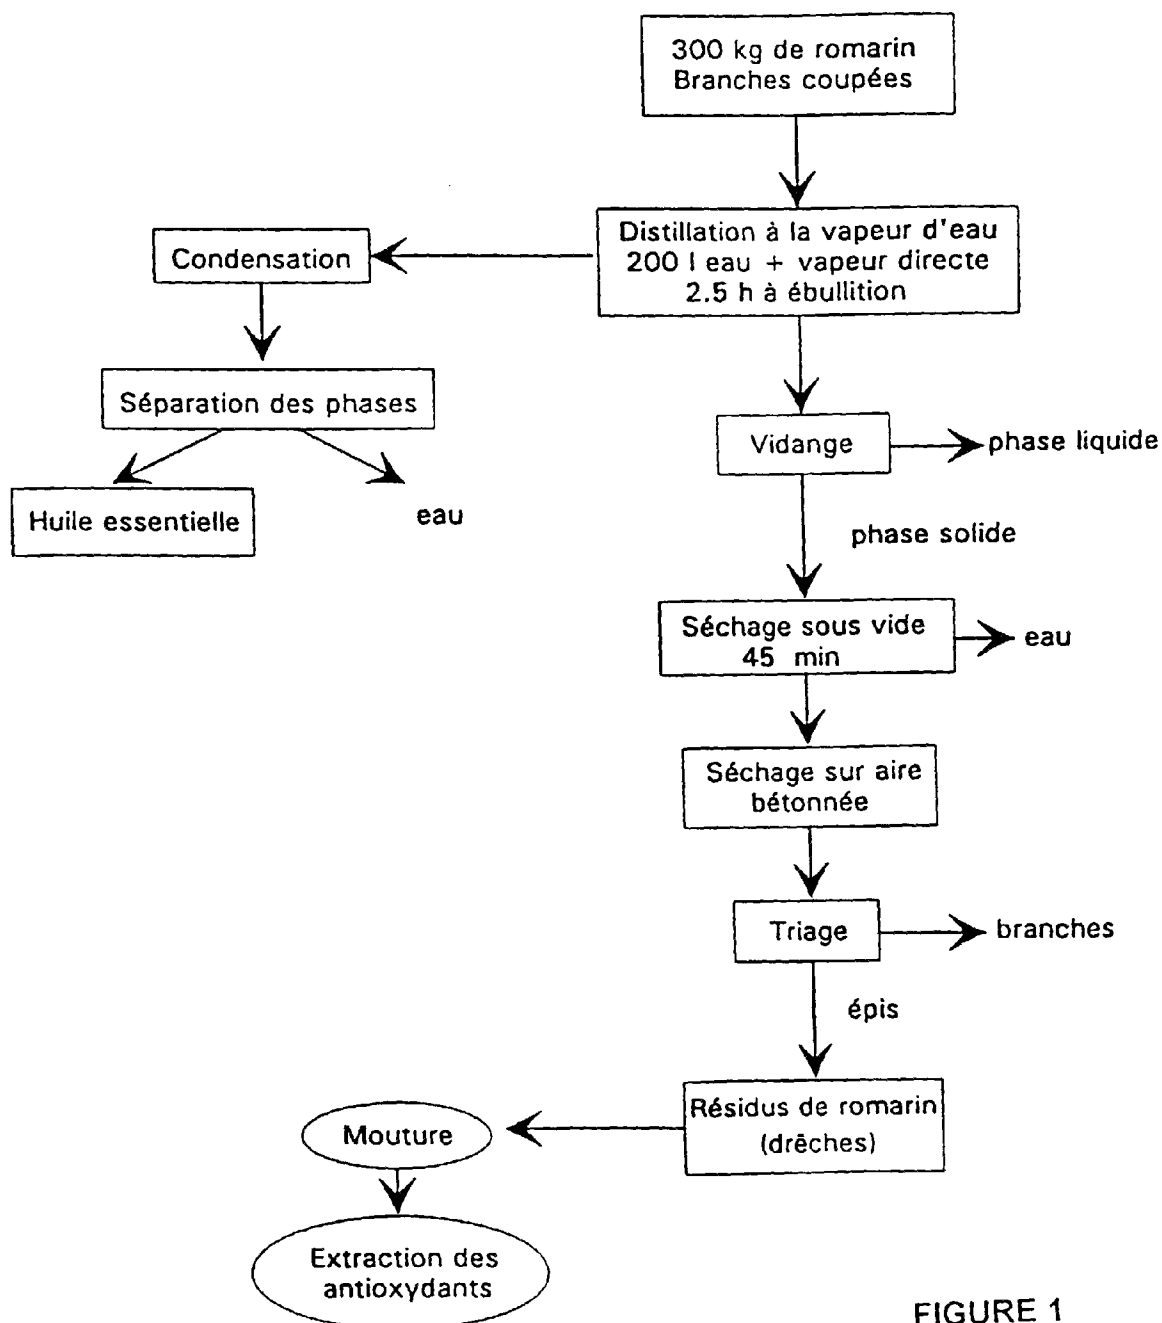 300 kg de romarin
Branches coupées
Distillation à la vapeur d'eau
200 l eau + vapeur directe
2.5 h à ébullition
Condensation
Séparation des phases
Huile essentielle
eau
Vidange
phase liquide
phase solide
Séchage sous vide
45 min
eau
Séchage sur aire
bétonnée
Triage
branches
épis
Résidus de romarin
(drêches)
Mouture
Extraction des
antioxydants
FIGURE 1